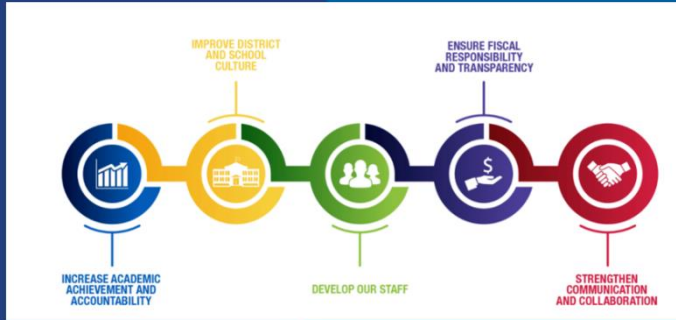 IMPROVE DISTRICT
AND SCHOOL
CULTURE
ENSURE FISCAL
RESPONSIBILITY
AND TRANSPARENCY
$
INCREASE ACADEMIC
ACHIEVEMENT AND
ACCOUNTABILITY
DEVELOP OUR STAFF
STRENGTHEN
COMMUNICATION
AND COLLABORATION